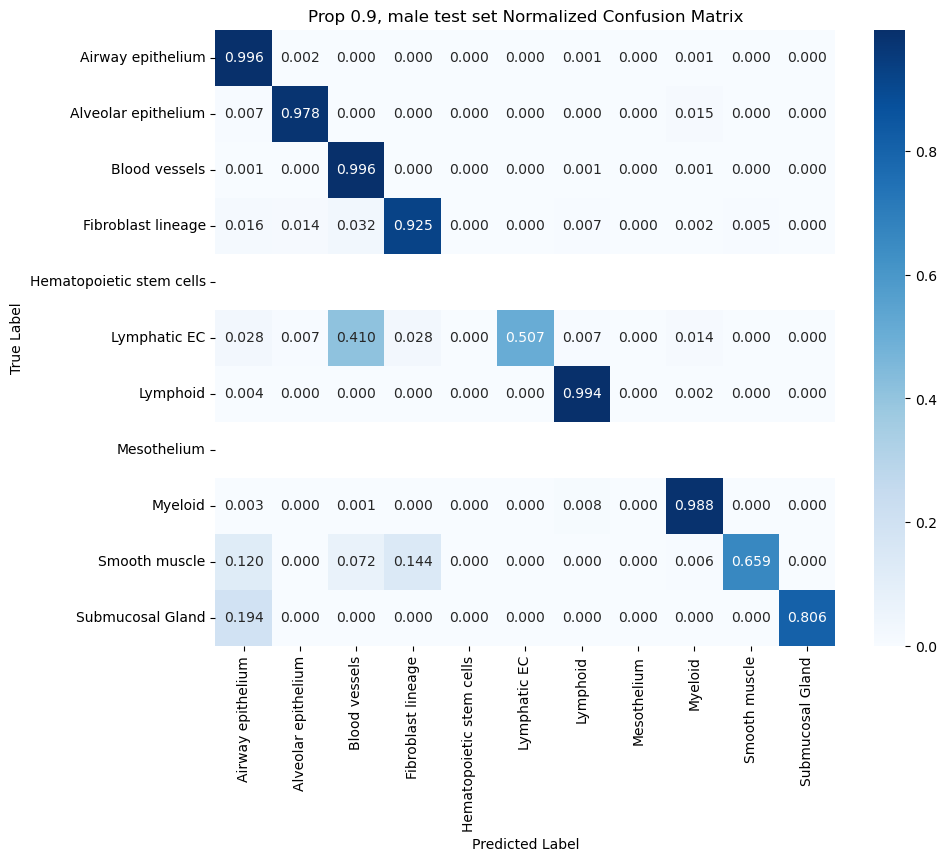 Prop 0.9, male test set Normalized Confusion Matrix
Airway epithelium 0.996 0.002 0.000 0.000 0.000 0.000 0.001 0.000 0.001 0.000 0.000
Alveolar epithelium 0.007 0.978 0.000 0.000 0.000 0.000 0.000 0.000 0.015 0.000 0.000
Blood vessels 0.001 0.000 0.996 0.000 0.000 0.000 0.001 0.000 0.001 0.000 0.000
Fibroblast lineage 0.016 0.014 0.032 0.925 0.000 0.000 0.007 0.000 0.002 0.005 0.000
Hematopoietic stem cells
Lymphatic EC 0.028 0.007 0.410 0.028 0.000 0.507 0.007 0.000 0.014 0.000 0.000
Lymphoid 0.004 0.000 0.000 0.000 0.000 0.000 0.994 0.000 0.002 0.000 0.000
Mesothelium
Myeloid 0.003 0.000 0.001 0.000 0.000 0.000 0.008 0.000 0.988 0.000 0.000
Smooth muscle 0.120 0.000 0.072 0.144 0.000 0.000 0.000 0.000 0.006 0.659 0.000
Submucosal Gland 0.194 0.000 0.000 0.000 0.000 0.000 0.000 0.000 0.000 0.000 0.806
True Label
Airway epithelium
Alveolar epithelium
Blood vessels
Fibroblast lineage
Hematopoietic stem cells
Lymphatic EC
Lymphoid
Mesothelium
Myeloid
Smooth muscle
Submucosal Gland
Predicted Label
0.8
0.6
0.4
0.2
0.0